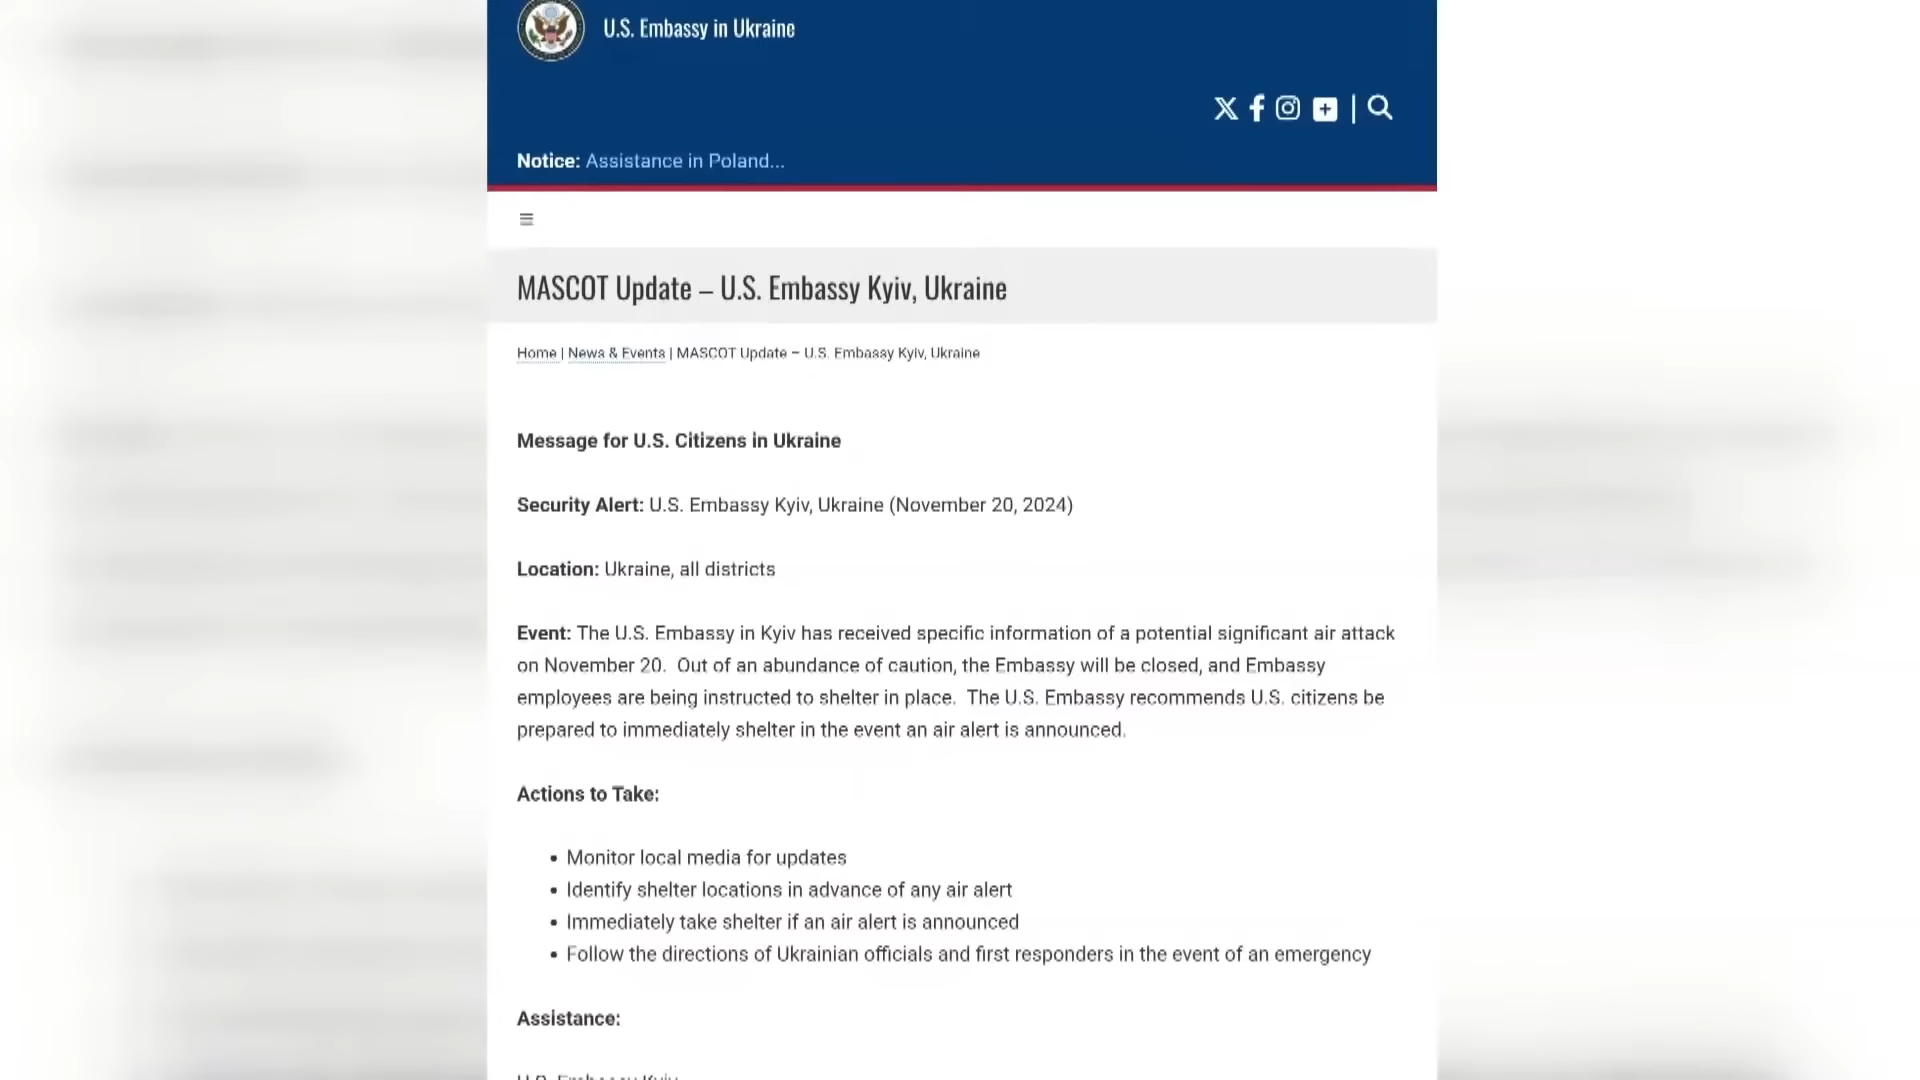 U.S. Embassy in Ukraine
Notice: Assistance in Poland...
MASCOT Update – U.S. Embassy Kyiv, Ukraine
Home | News & Events | MASCOT Update – U.S. Embassy Kyiv, Ukraine
Message for U.S. Citizens in Ukraine
Security Alert: U.S. Embassy Kyiv, Ukraine (November 20, 2024)
Location: Ukraine, all districts
Event: The U.S. Embassy in Kyiv has received specific information of a potential significant air attack
on November 20.  Out of an abundance of caution, the Embassy will be closed, and Embassy
employees are being instructed to shelter in place.  The U.S. Embassy recommends U.S. citizens be
prepared to immediately shelter in the event an air alert is announced.
Actions to Take:
• Monitor local media for updates
• Identify shelter locations in advance of any air alert
• Immediately take shelter if an air alert is announced
• Follow the directions of Ukrainian officials and first responders in the event of an emergency
Assistance:
U.S. Embassy Kyiv